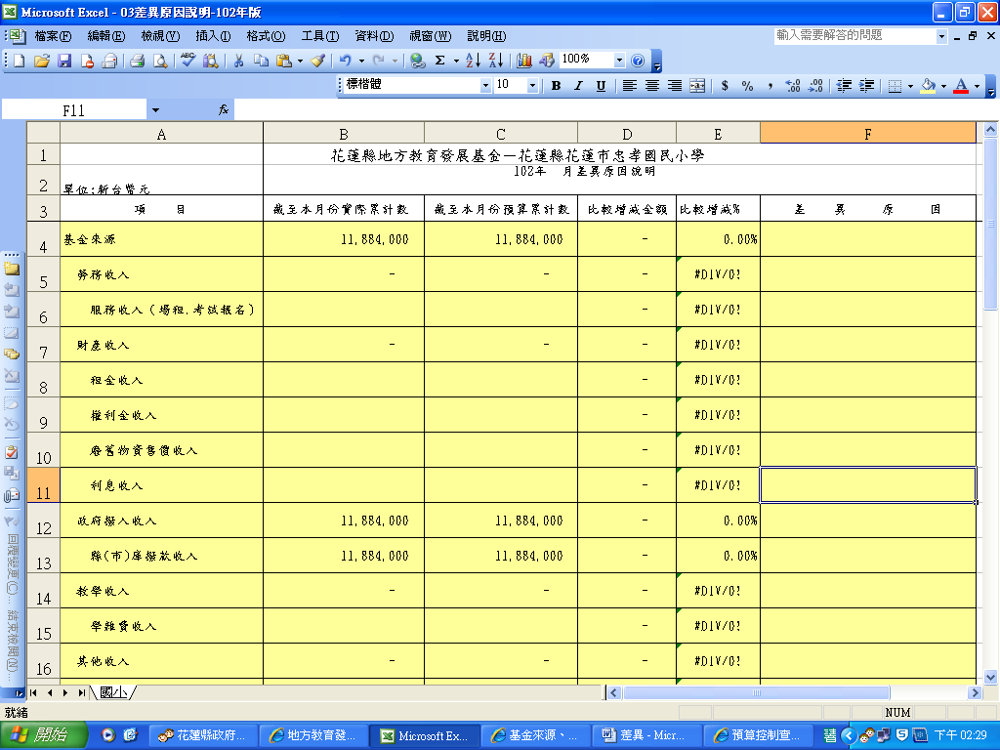 Microsoft Excel - 03差異原因說明-102年版
檔案(F) 編輯(E) 檢視(V) 插入(I) 格式(O) 工具(T) 資料(D) 視窗(W) 說明(H) 輸入需要解答的問題
100%
標楷體 10 B I U $ % ,
F11 fx
A B C D E F
1 花蓮縣地方教育發展基金—花蓮縣花蓮市忠孝國民小學
102年 月差異原因說明
2 單位:新台幣元
3 項 目 截至本月份實際累計數 截至本月份預算累計數 比較增減金額 比較增減% 差 異 原 因
4 基金來源 11,884,000 11,884,000 - 0.00%
5 勞務收入 - - - #DIV/0!
6 服務收入(場租.考試報名) - #DIV/0!
7 財產收入 - - - #DIV/0!
8 租金收入 - #DIV/0!
9 權利金收入 - #DIV/0!
10 廢舊物資售價收入 - #DIV/0!
11 利息收入 - #DIV/0!
12 政府撥入收入 11,884,000 11,884,000 - 0.00%
13 縣(市)庫撥款收入 11,884,000 11,884,000 - 0.00%
14 教學收入 - - - #DIV/0!
15 學雜費收入 - #DIV/0!
16 其他收入 - - - #DIV/0!
回覆變更(C)... 結束檢閱(N)...
國小
就緒 NUM
開始 花蓮縣政府... 地方教育發... Microsoft Ex... 基金來源、... 差異 - Micr... 預算控制查... 下午 02:29